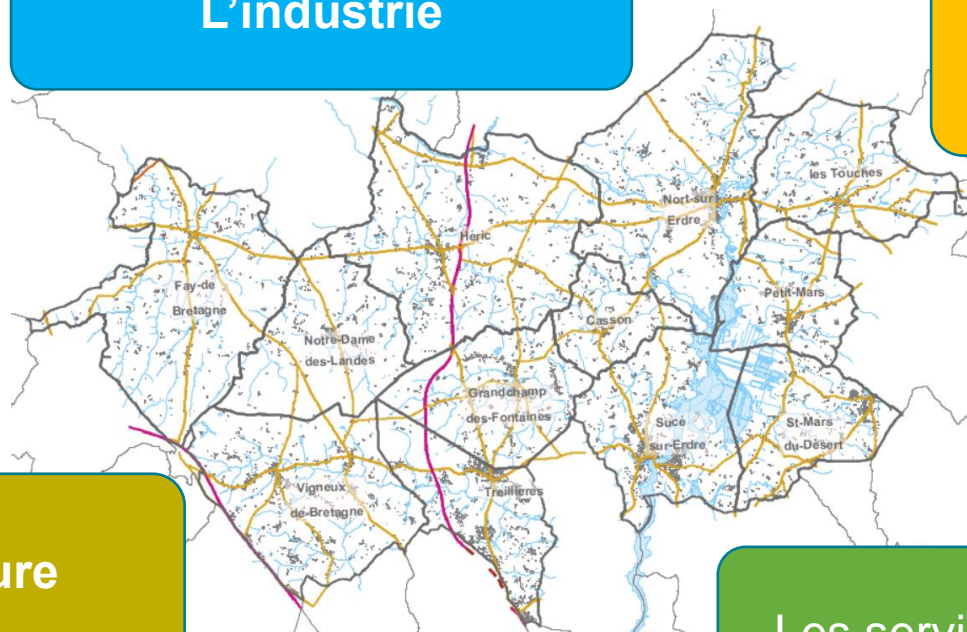 L'industrie
les Touches
Nort-sur
Erdre
Héric
Fay-de
Bretagne
Petit-Mars
Casson
Notre-Dame
des-Landes
Grandchamp
des-Fontaines
Sucé
sur-Erdre
St-Mars
du-Désert
Vigneux
de-Bretagne
Treillières
ure
Les servi